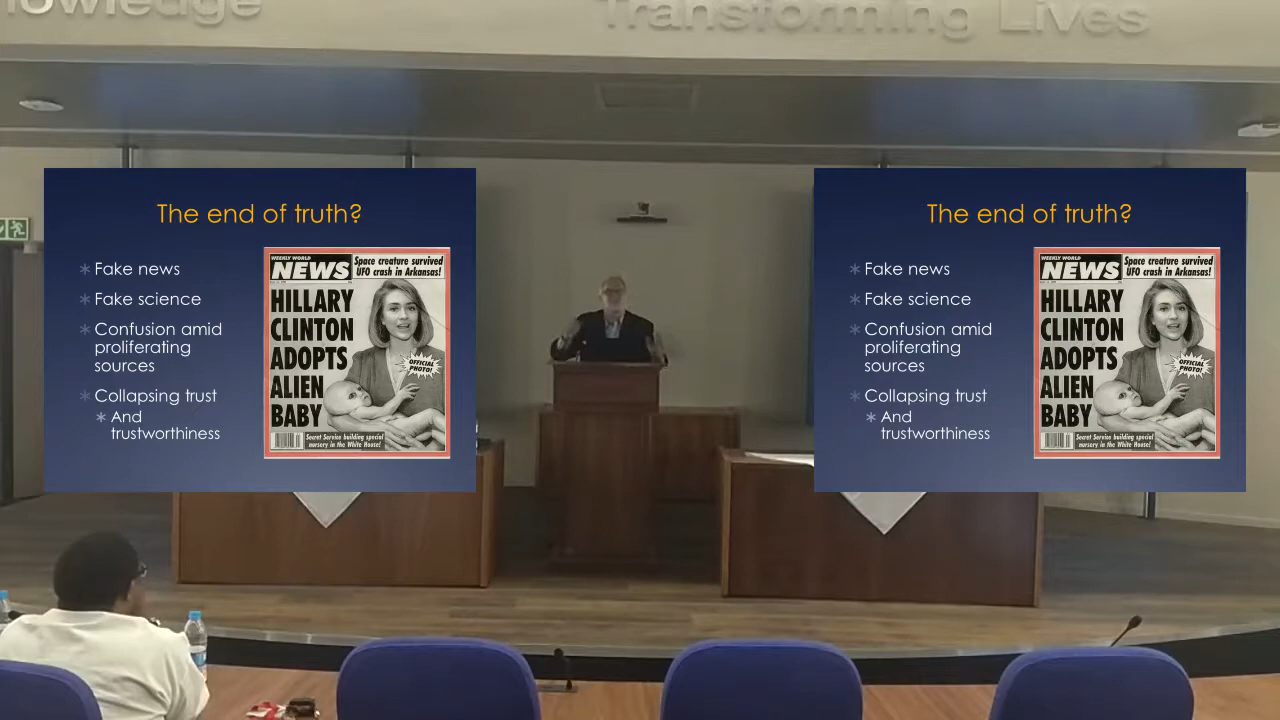 Knowledge
Transforming Lives
The end of truth?
* Fake news
* Fake science
* Confusion amid
proliferating
sources
* Collapsing trust
* And
trustworthiness
WEEKLY WORLD
NEWS
Space creature survived
UFO crash in Arkansas!
HILLARY
CLINTON
ADOPTS
ALIEN
BABY
OFFICIAL
PHOTO!
Secret Service building special
nursery in the White House!
The end of truth?
* Fake news
* Fake science
* Confusion amid
proliferating
sources
* Collapsing trust
* And
trustworthiness
WEEKLY WORLD
NEWS
Space creature survived
UFO crash in Arkansas!
HILLARY
CLINTON
ADOPTS
ALIEN
BABY
OFFICIAL
PHOTO!
Secret Service building special
nursery in the White House!